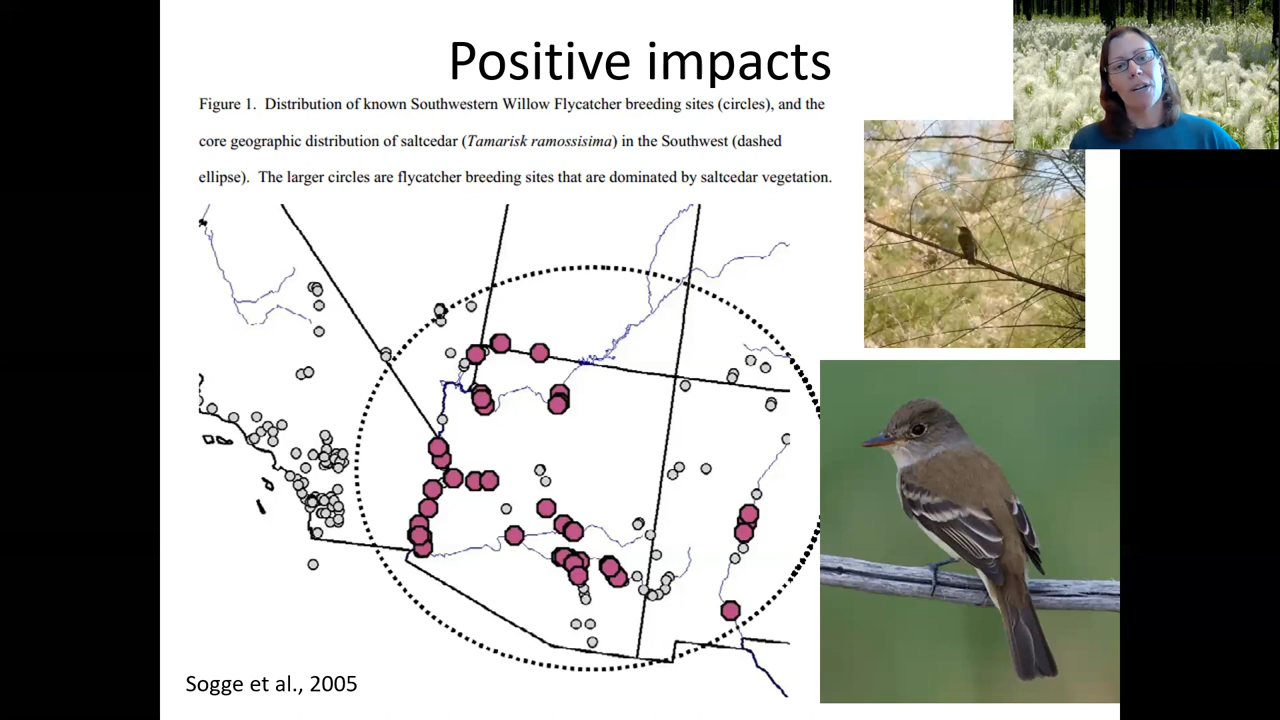 Positive impacts
Figure 1. Distribution of known Southwestern Willow Flycatcher breeding sites (circles), and the
core geographic distribution of saltcedar (Tamarisk ramossisima) in the Southwest (dashed
ellipse). The larger circles are flycatcher breeding sites that are dominated by saltcedar vegetation.
Sogge et al., 2005